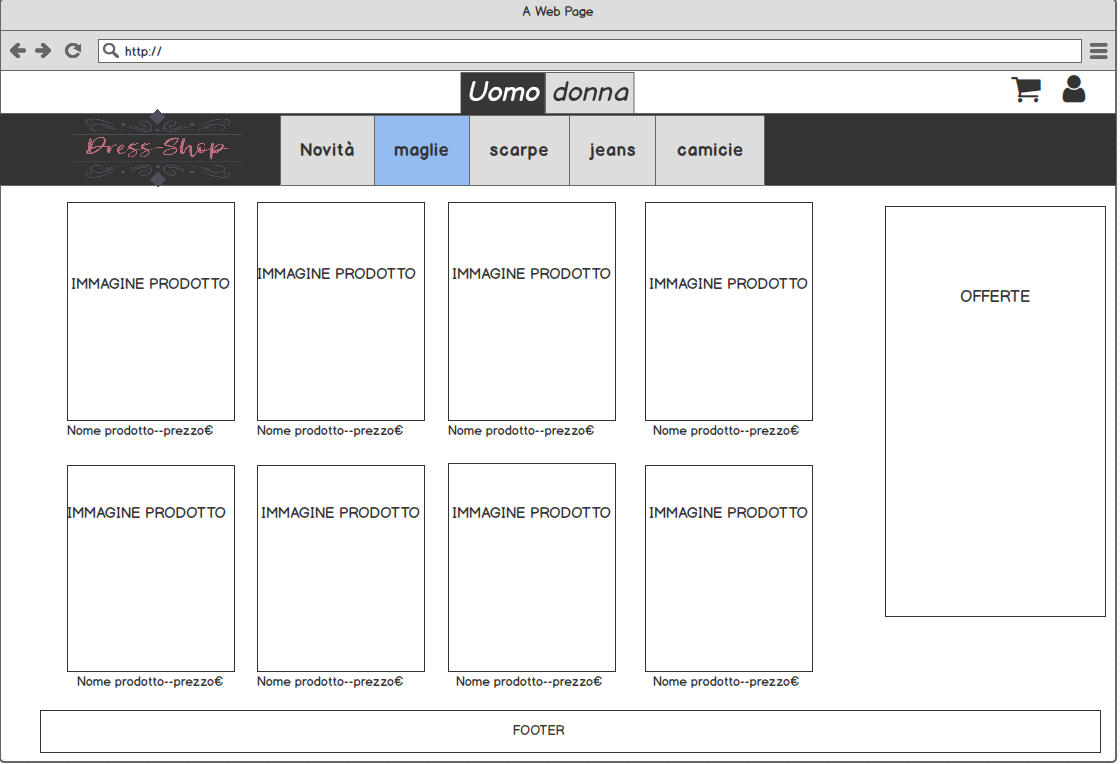 A Web Page
http://
Uomo donna
Dress-Shop
Novità maglie scarpe jeans camicie
IMMAGINE PRODOTTO IMMAGINE PRODOTTO IMMAGINE PRODOTTO IMMAGINE PRODOTTO
OFFERTE
Nome prodotto--prezzo€ Nome prodotto--prezzo€ Nome prodotto--prezzo€ Nome prodotto--prezzo€
IMMAGINE PRODOTTO IMMAGINE PRODOTTO IMMAGINE PRODOTTO IMMAGINE PRODOTTO
Nome prodotto--prezzo€ Nome prodotto--prezzo€ Nome prodotto--prezzo€ Nome prodotto--prezzo€
FOOTER